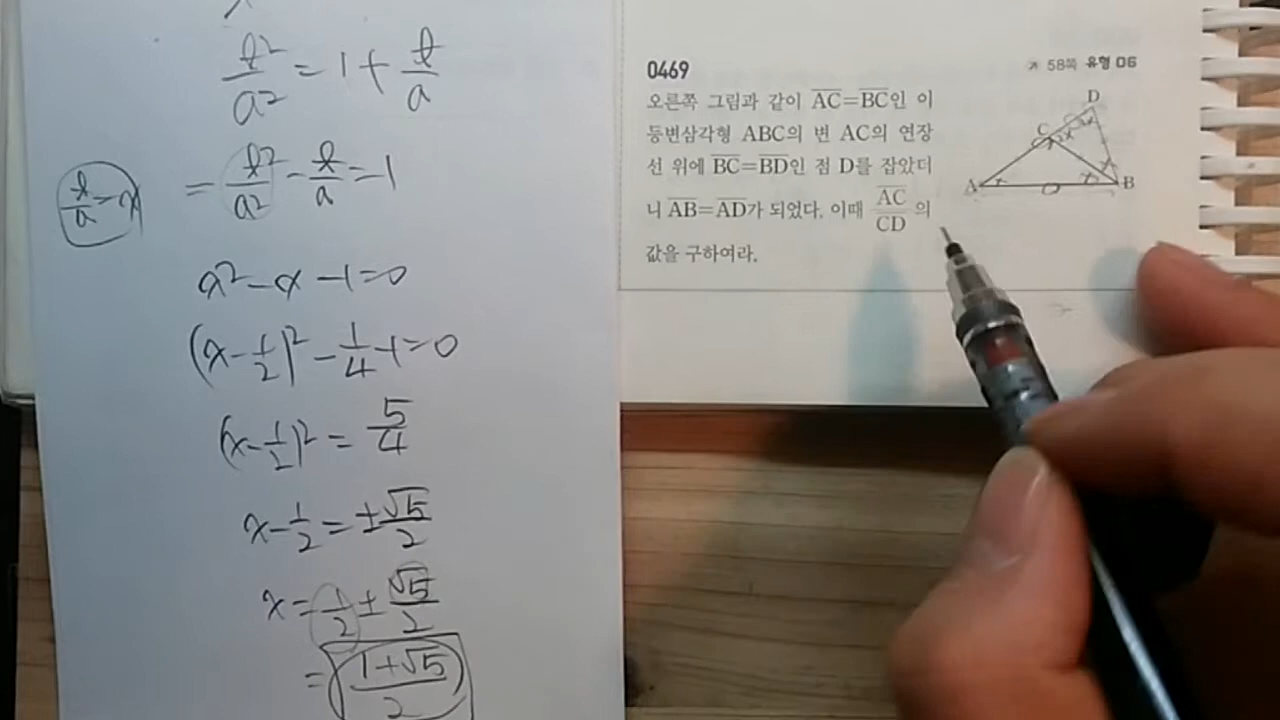 ℓ²/a² = 1 + ℓ/a
= ℓ²/a² - ℓ/a = 1
ℓ/a = x
x² - x - 1 = 0
(x - 1/2)² - 1/4 - 1 = 0
(x - 1/2)² = 5/4
x - 1/2 = ±√5/2
x = 1/2 ± √5/2
= (1+√5)/2
0469
↗ 58쪽 유형 06
오른쪽 그림과 같이 AC=BC인 이
등변삼각형 ABC의 변 AC의 연장
선 위에 BC=BD인 점 D를 잡았더
니 AB=AD가 되었다. 이때 AC/CD 의
값을 구하여라.
D
C
x
x
A
x
x
B